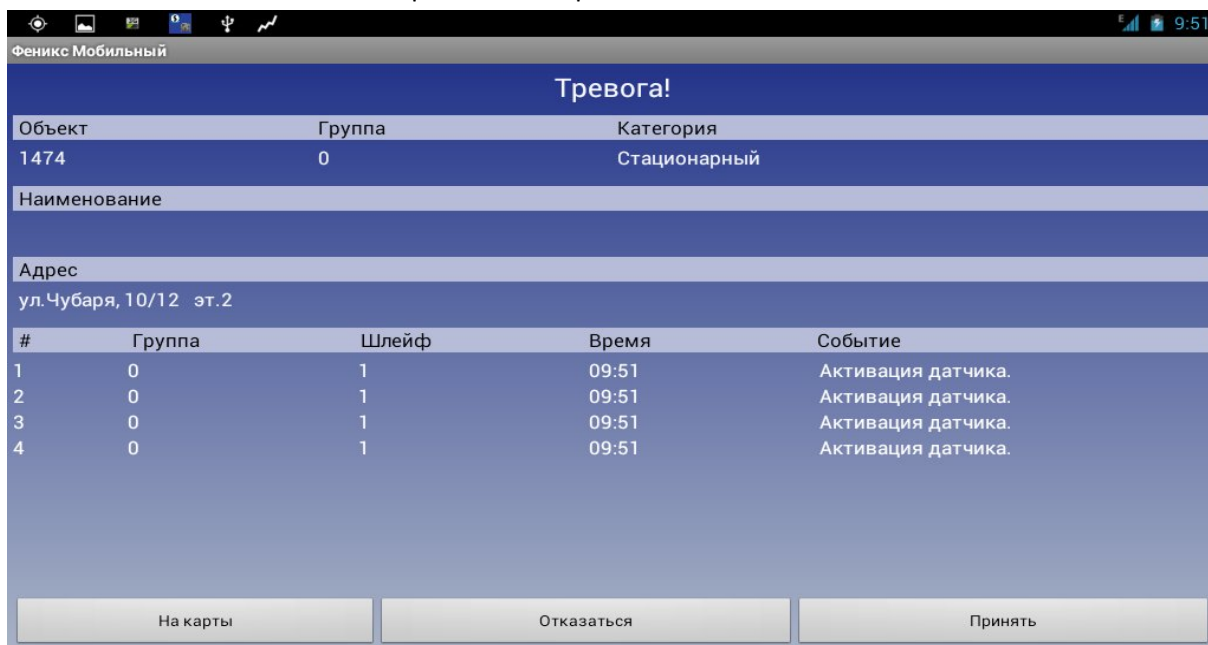 9:51
Феникс Мобильный
Тревога!
Объект Группа Категория
1474 0 Стационарный
Наименование
Адрес
ул.Чубаря, 10/12 эт.2
# Группа Шлейф Время Событие
1 0 1 09:51 Активация датчика.
2 0 1 09:51 Активация датчика.
3 0 1 09:51 Активация датчика.
4 0 1 09:51 Активация датчика.
На карты Отказаться Принять